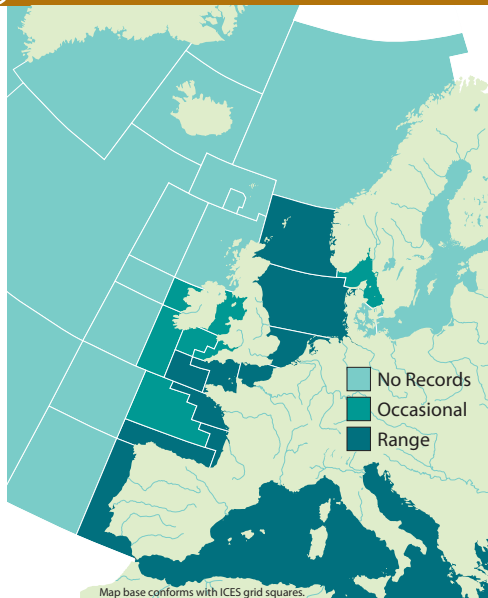 No Records
Occasional
Range
Map base conforms with ICES grid squares.